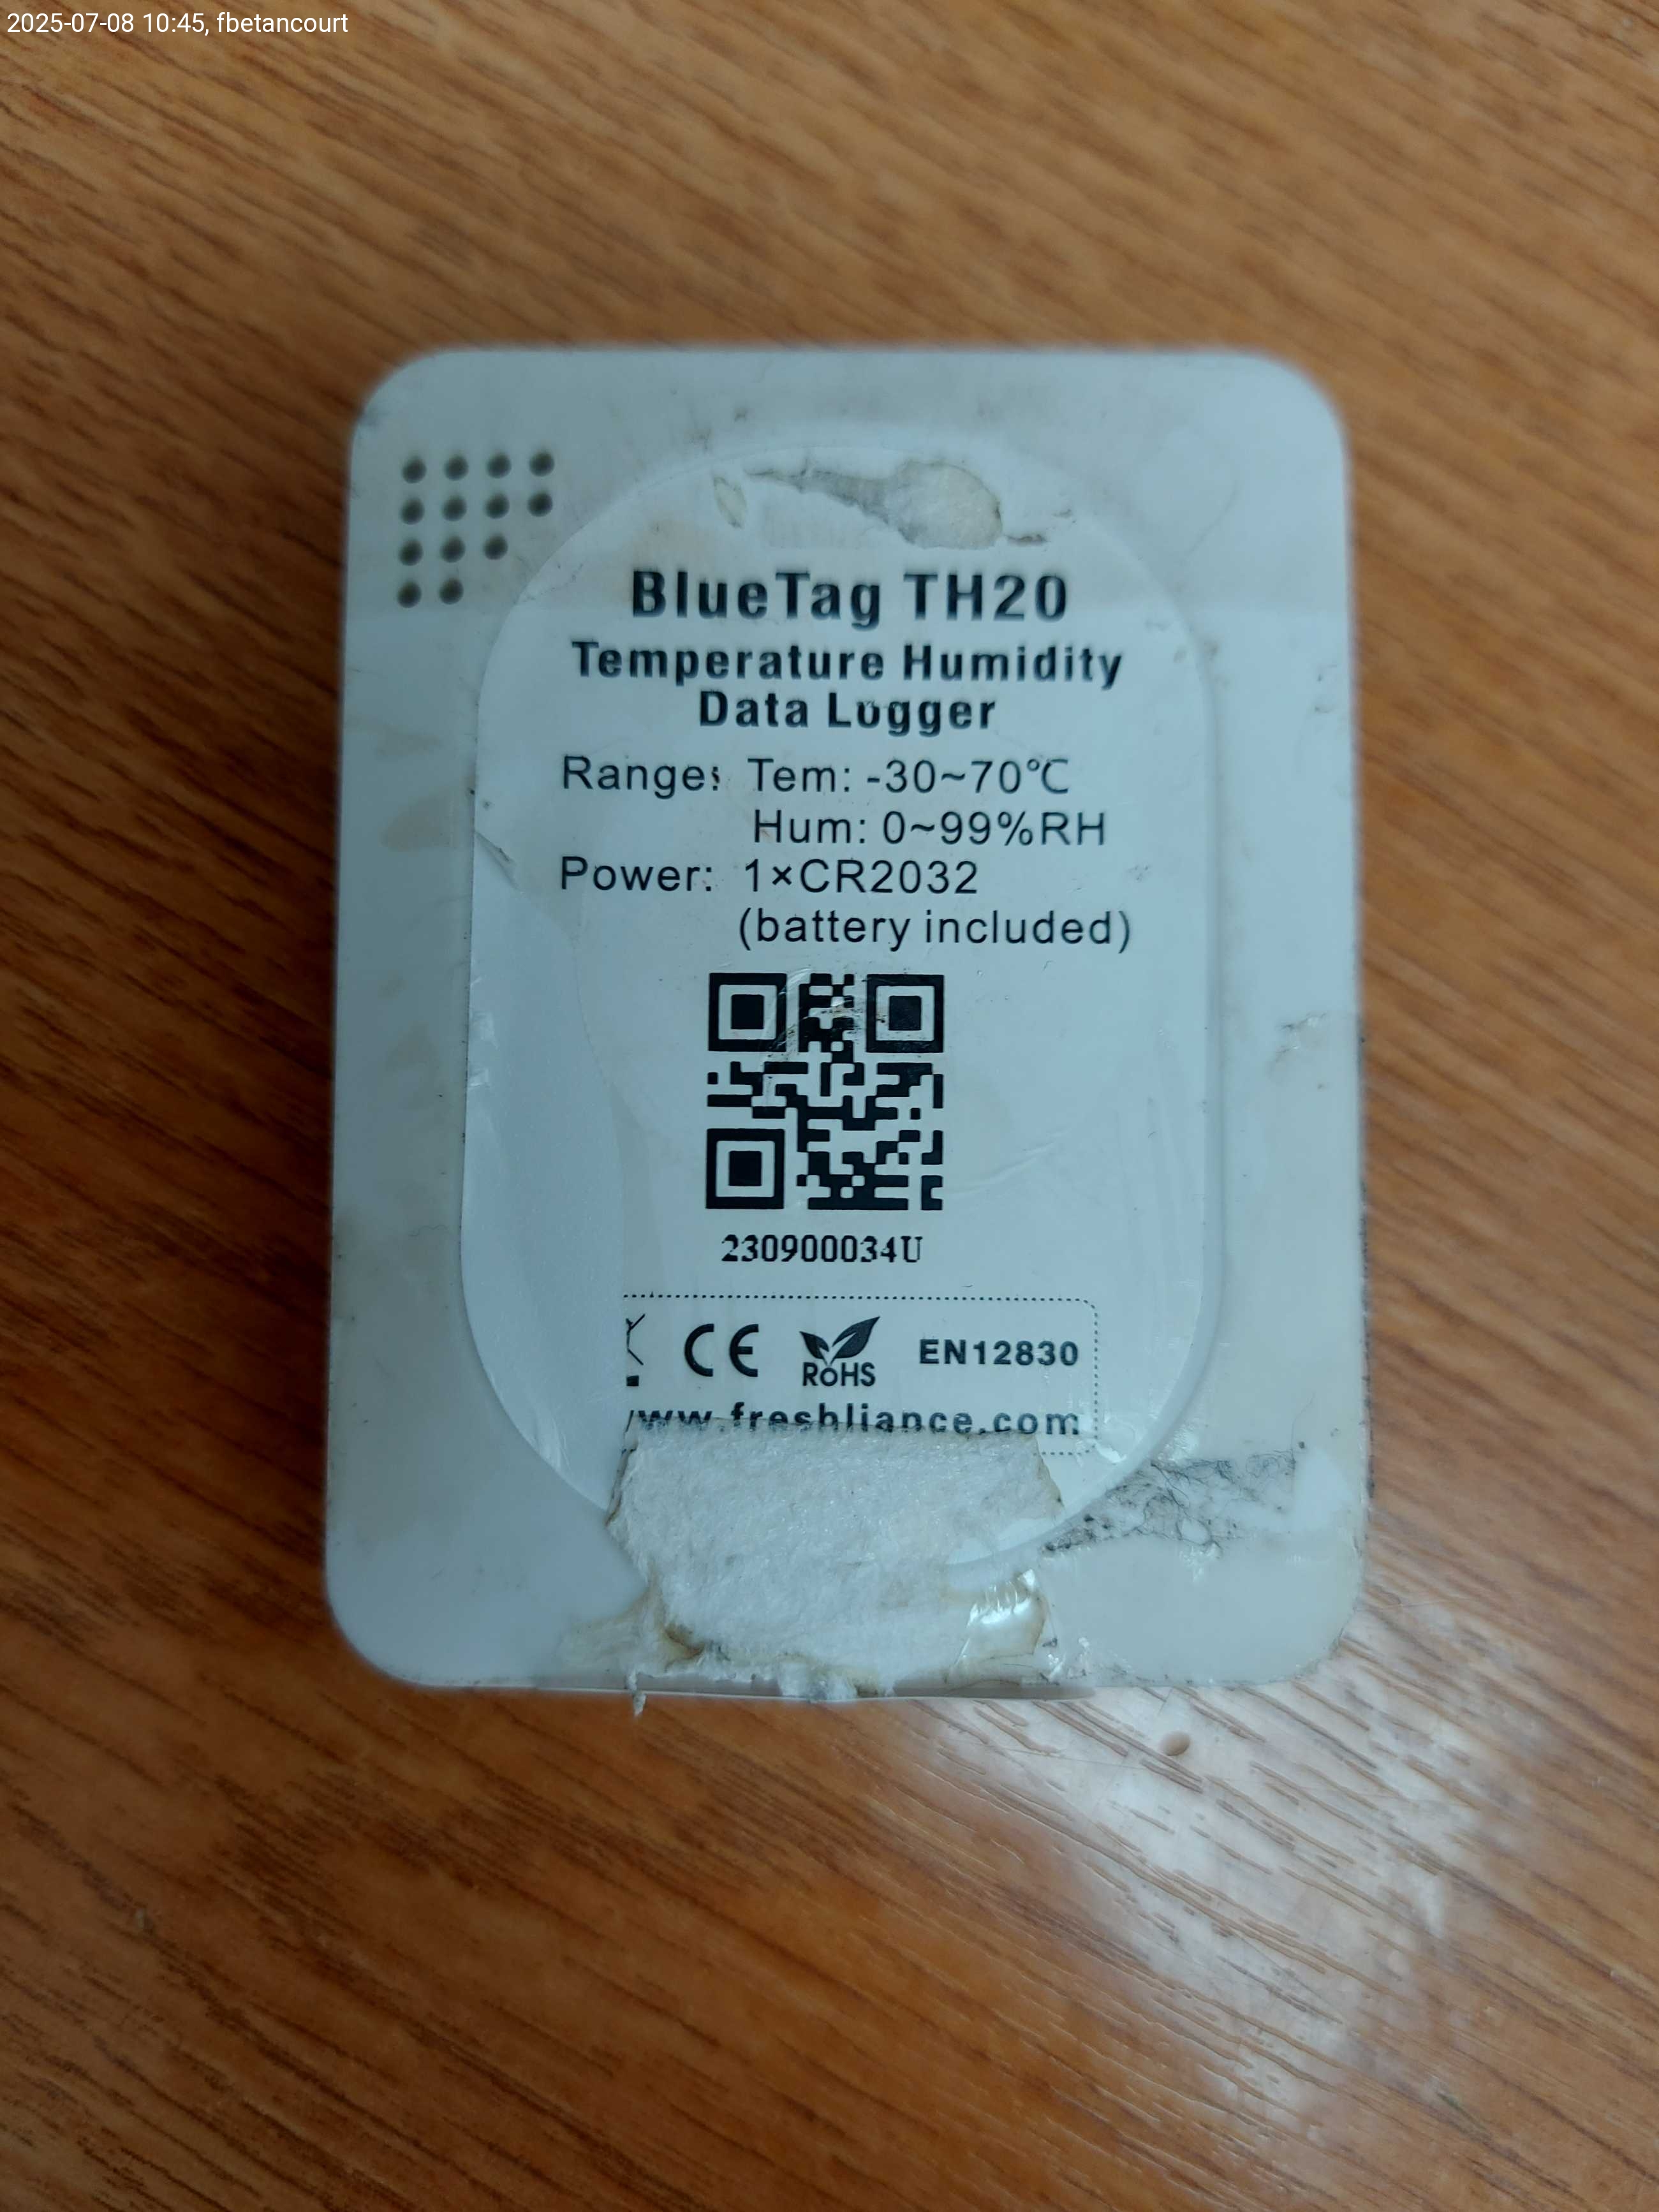 2025-07-08 10:45, fbetancourt
BlueTag TH20
Temperature Humidity
Data Logger
Range: Tem: -30~70℃
Hum: 0~99%RH
Power: 1×CR2032
(battery included)
230900034U
CE RoHS EN12830
www.freshliance.com